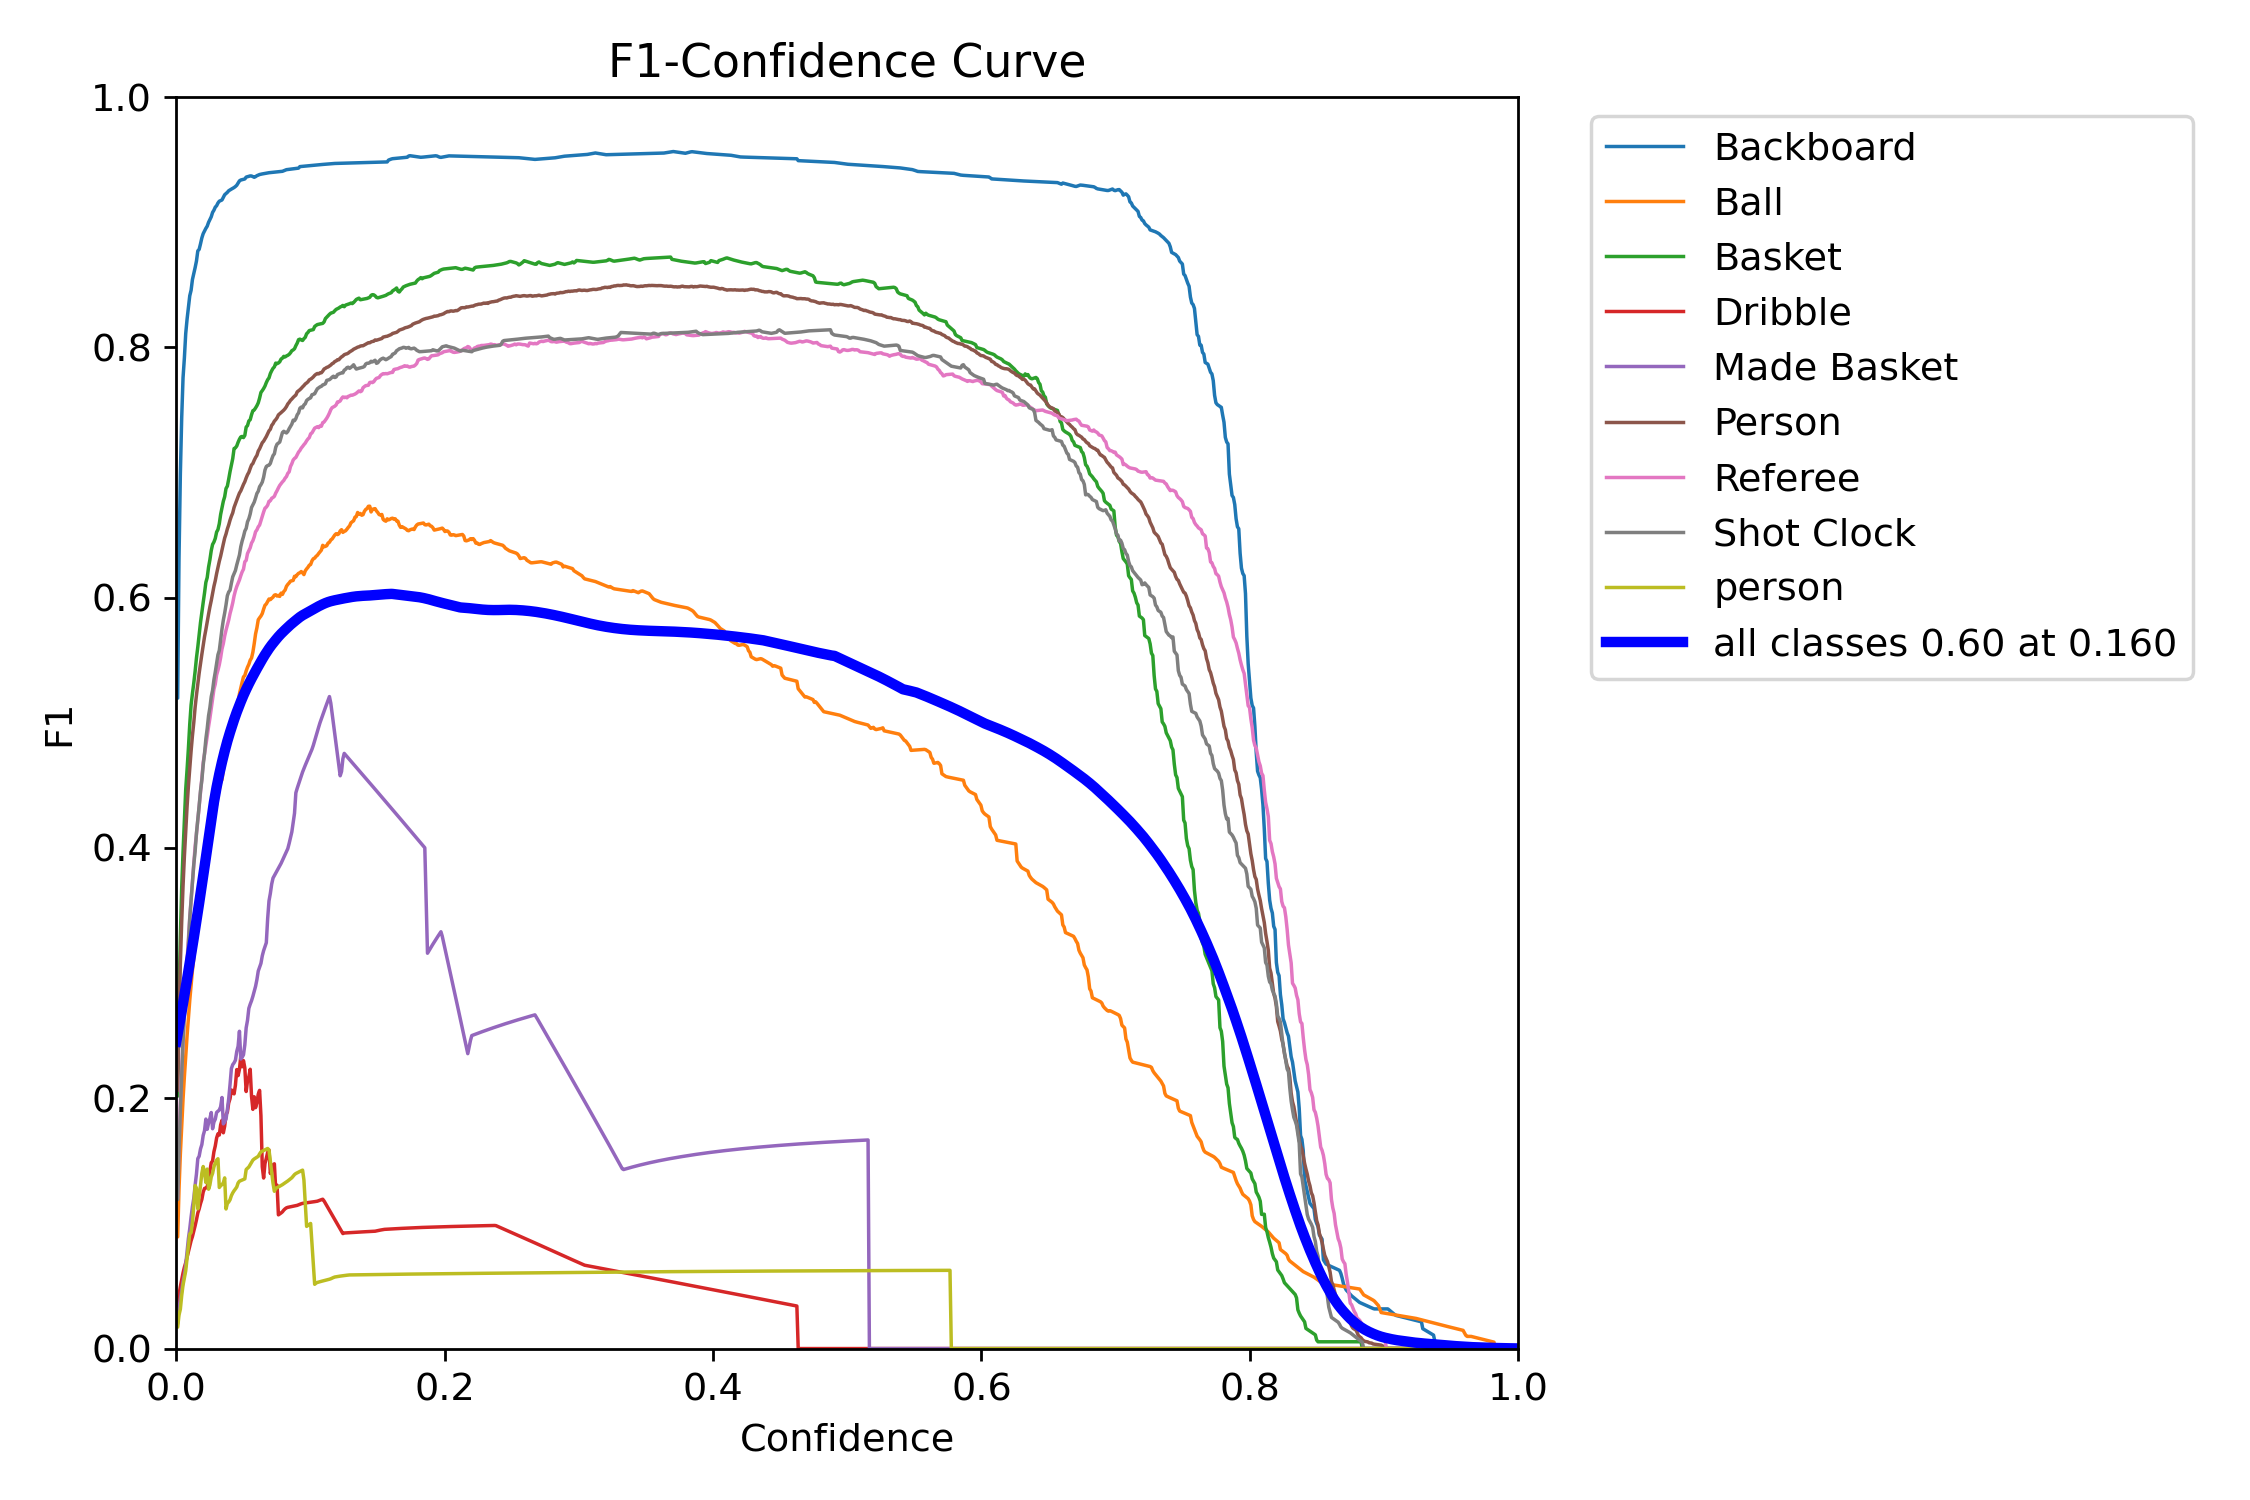 F1-Confidence Curve
1.0
0.8
0.6
0.4
0.2
0.0
F1
0.0 0.2 0.4 0.6 0.8 1.0
Confidence
Backboard
Ball
Basket
Dribble
Made Basket
Person
Referee
Shot Clock
person
all classes 0.60 at 0.160